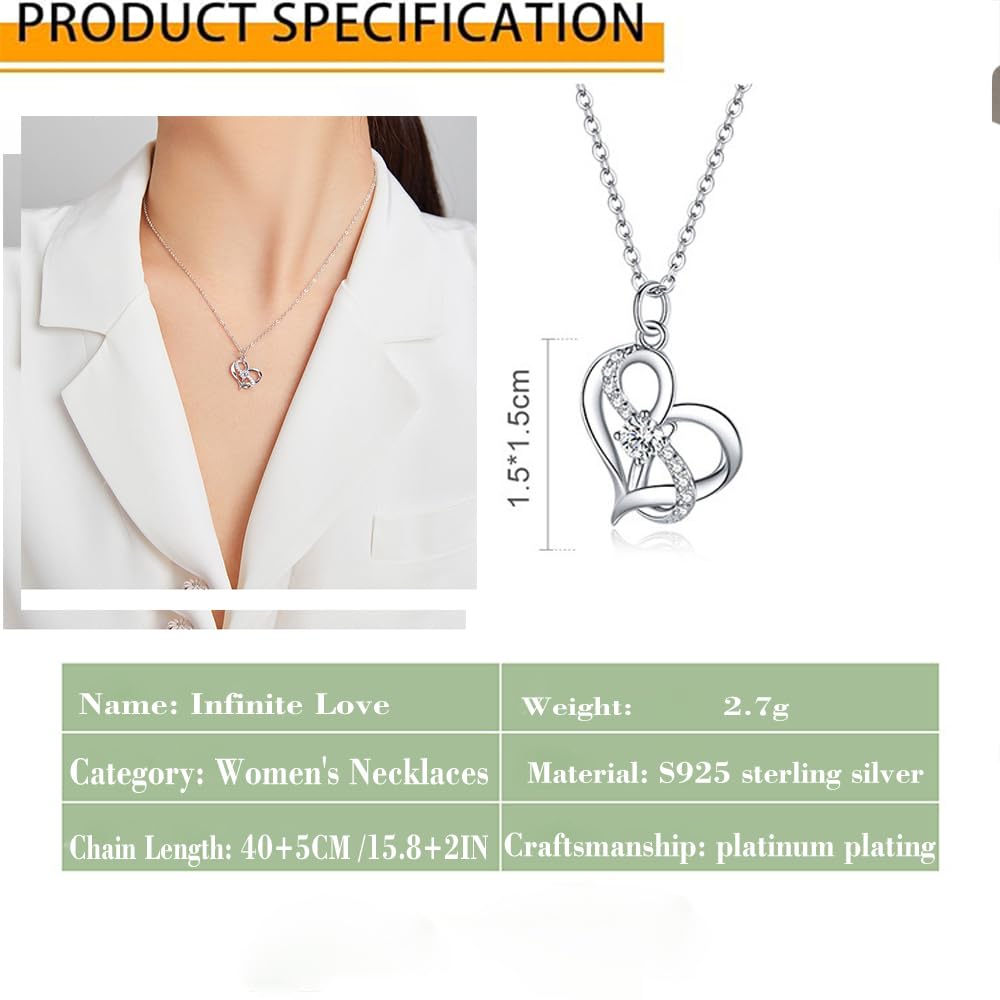 PRODUCT SPECIFICATION
1.5*1.5cm
Name: Infinite Love
Weight: 2.7g
Category: Women's Necklaces
Material: S925 sterling silver
Chain Length: 40+5CM /15.8+2IN
Craftsmanship: platinum plating